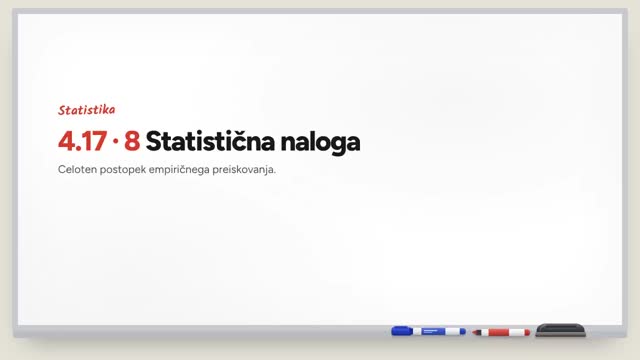 Statistika
4.17 · 8 Statistična naloga
Celoten postopek empiričnega preiskovanja.